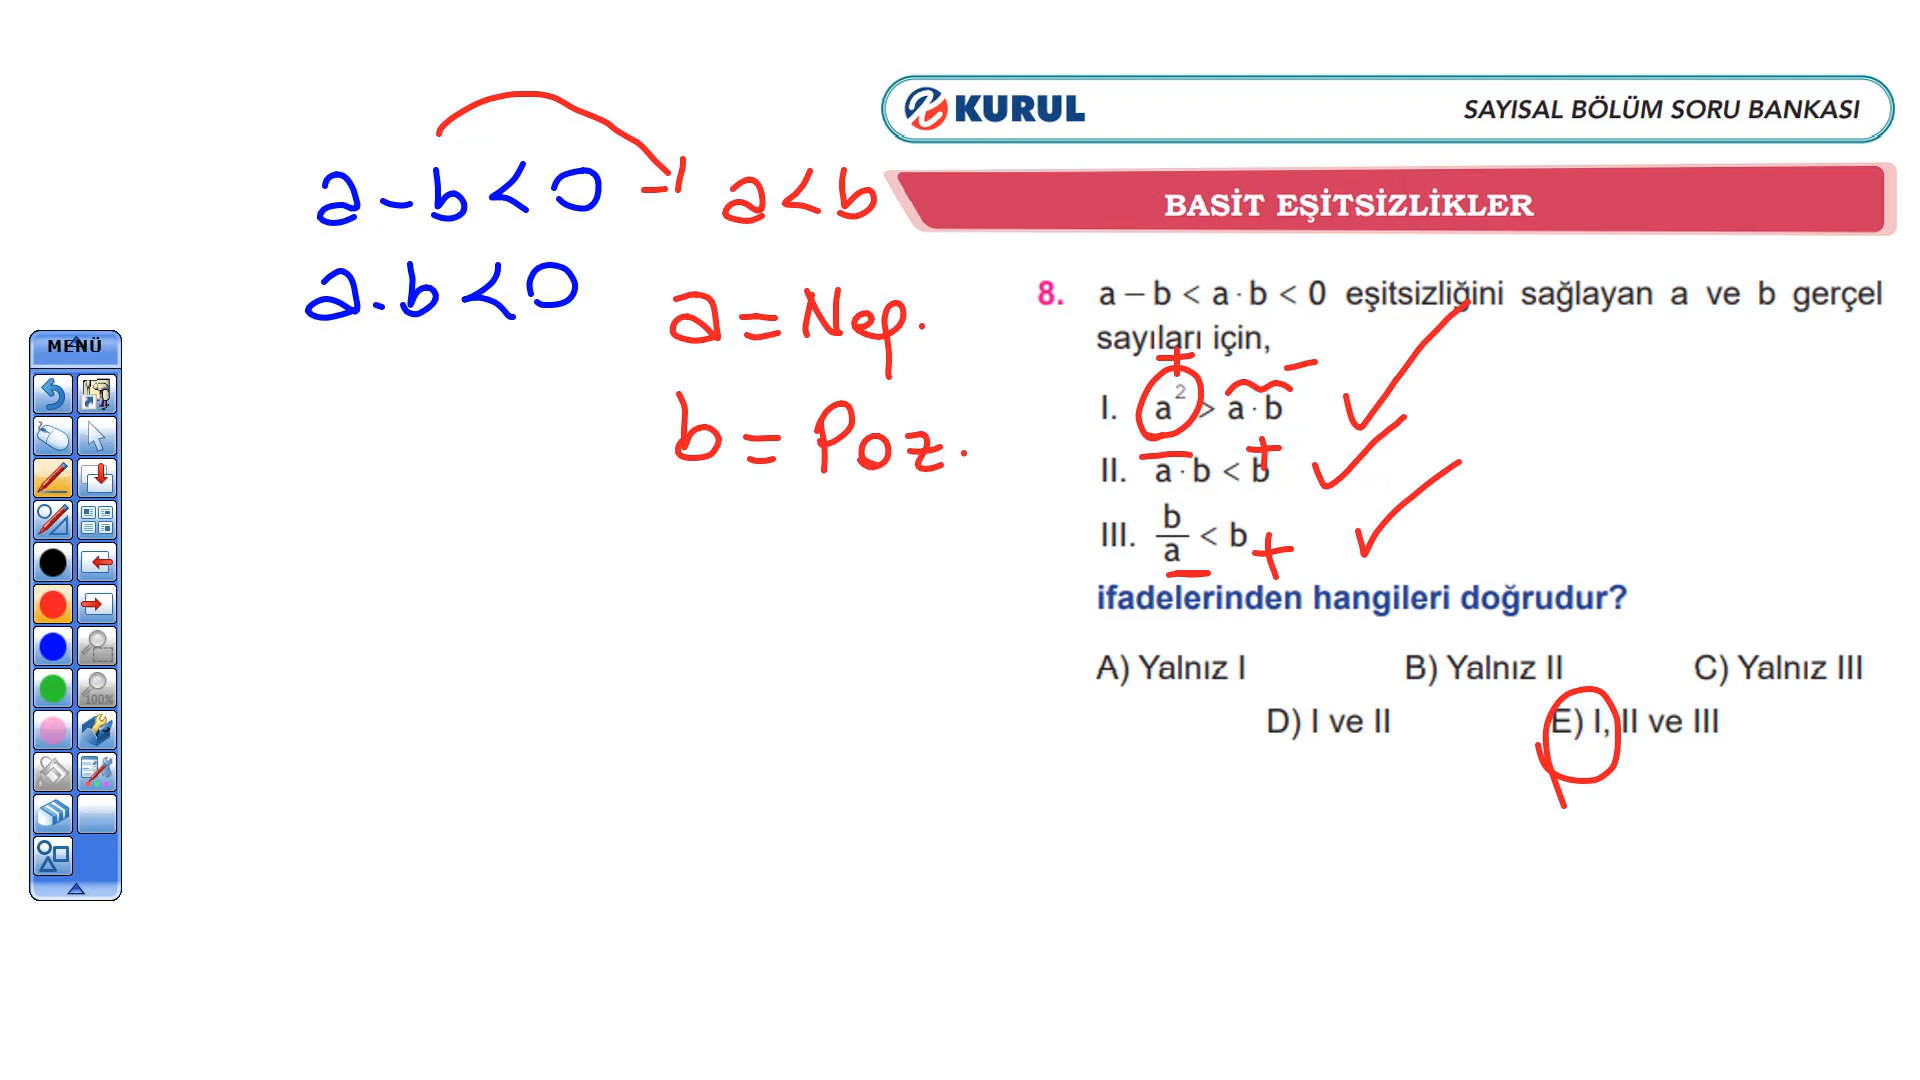 KURUL
SAYISAL BÖLÜM SORU BANKASI
BASİT EŞİTSİZLİKLER
a - b < 0
a < b
a . b < 0
a = Neg.
b = Poz.
MENÜ
100%
8. a – b < a · b < 0 eşitsizliğini sağlayan a ve b gerçel
sayıları için,
+
–
I. a² > a · b
– +
II. a · b < b
III. b/a < b
– +
ifadelerinden hangileri doğrudur?
A) Yalnız I B) Yalnız II C) Yalnız III
D) I ve II E) I, II ve III